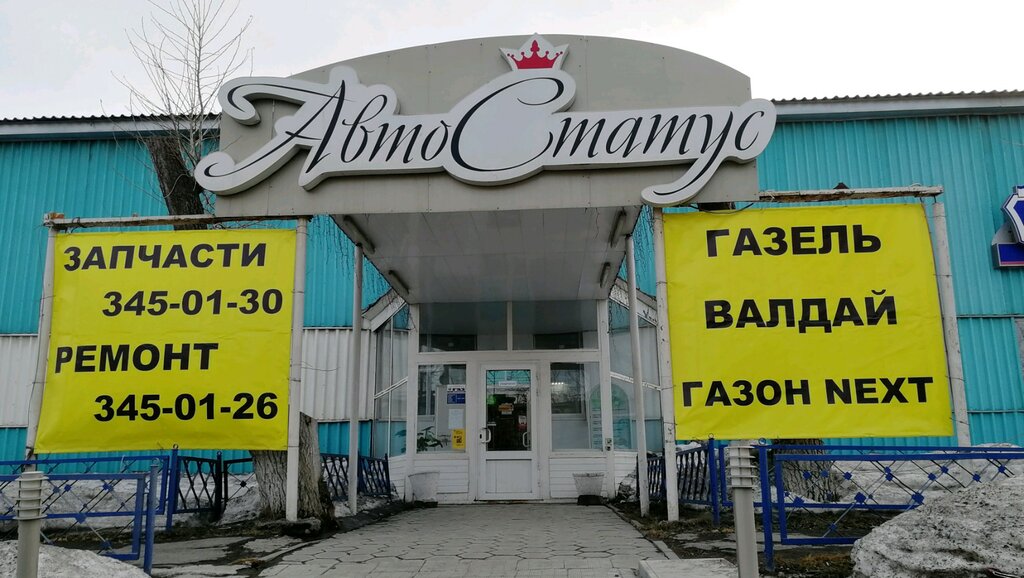 АвтоСтатус
ЗАПЧАСТИ
345-01-30
РЕМОНТ
345-01-26
ГАЗЕЛЬ
ВАЛДАЙ
ГАЗОН NEXT